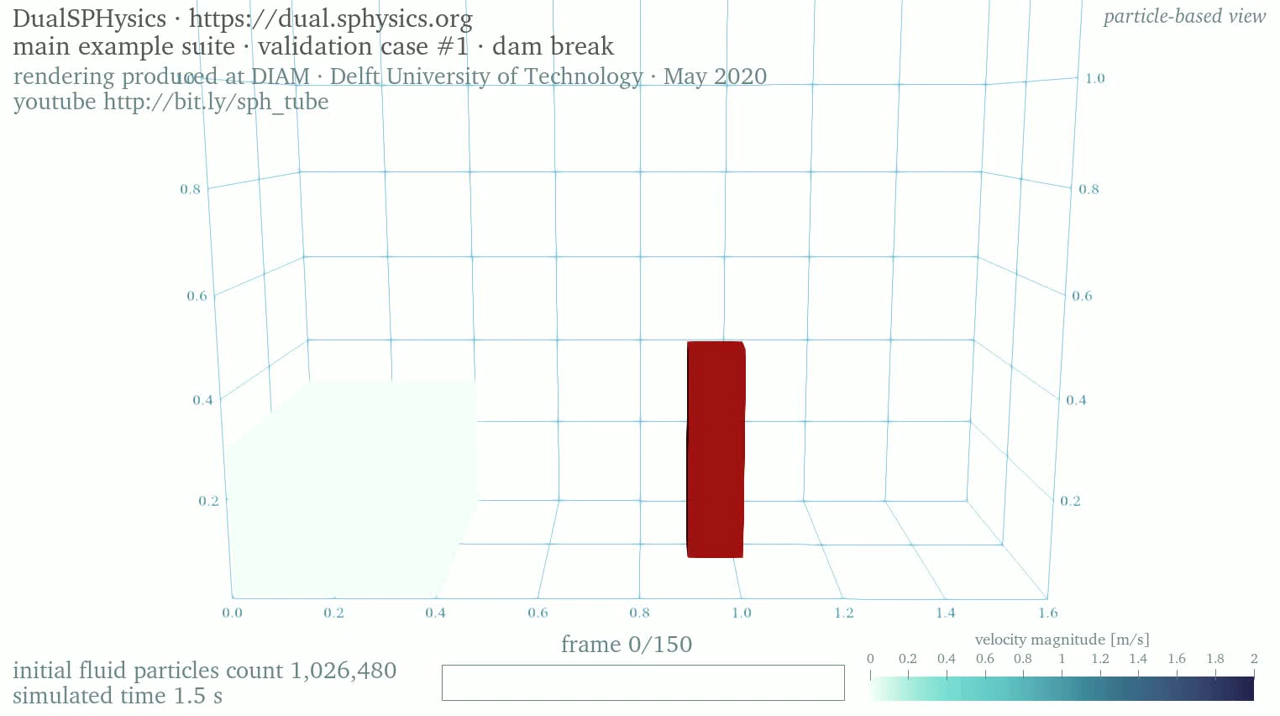 DualSPHysics · https://dual.sphysics.org
particle-based view
main example suite · validation case #1 · dam break
rendering produced at DIAM · Delft University of Technology · May 2020
youtube http://bit.ly/sph_tube
1.0 1.0
0.8 0.8
0.6 0.6
0.4 0.4
0.2 0.2
0.0 0.2 0.4 0.6 0.8 1.0 1.2 1.4 1.6
frame 0/150
velocity magnitude [m/s]
0 0.2 0.4 0.6 0.8 1 1.2 1.4 1.6 1.8 2
initial fluid particles count 1,026,480
simulated time 1.5 s